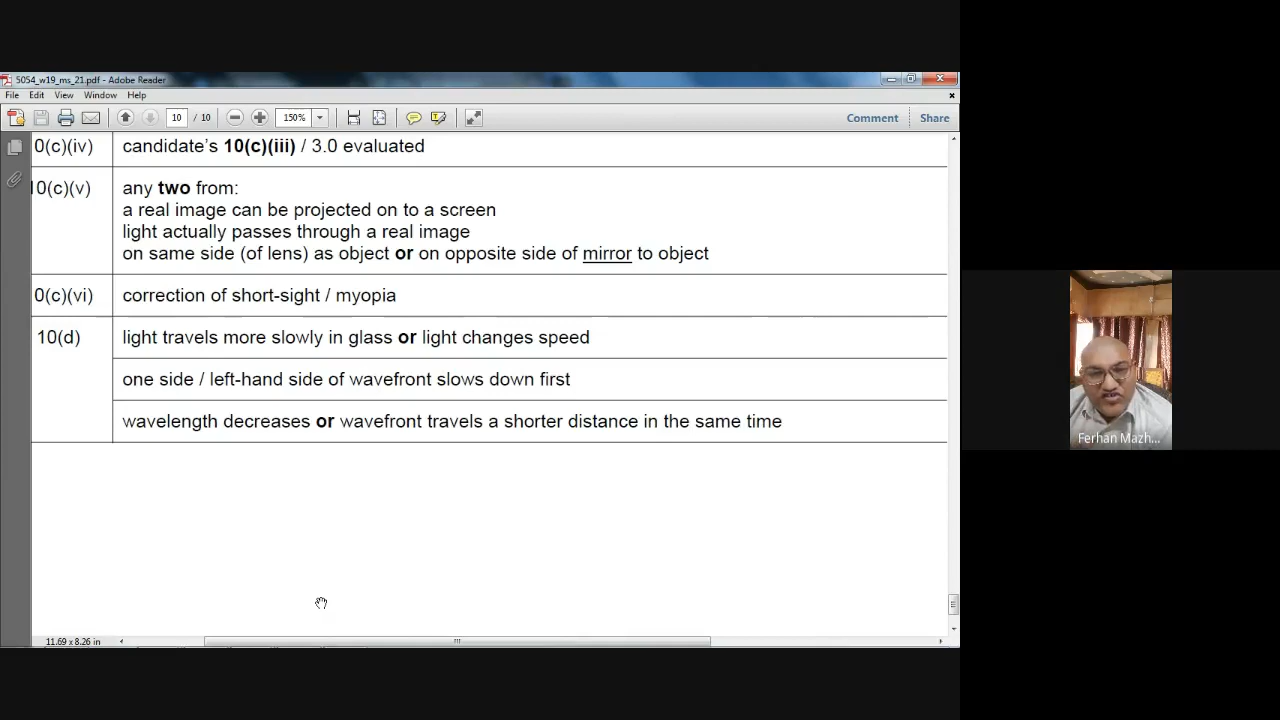 5054_w19_ms_21.pdf - Adobe Reader
File Edit View Window Help
10 / 10 150% Comment Share
0(c)(iv) candidate's 10(c)(iii) / 3.0 evaluated
10(c)(v) any two from:
a real image can be projected on to a screen
light actually passes through a real image
on same side (of lens) as object or on opposite side of mirror to object
0(c)(vi) correction of short-sight / myopia
10(d) light travels more slowly in glass or light changes speed
one side / left-hand side of wavefront slows down first
wavelength decreases or wavefront travels a shorter distance in the same time
Ferhan Mazh...
11.69 x 8.26 in